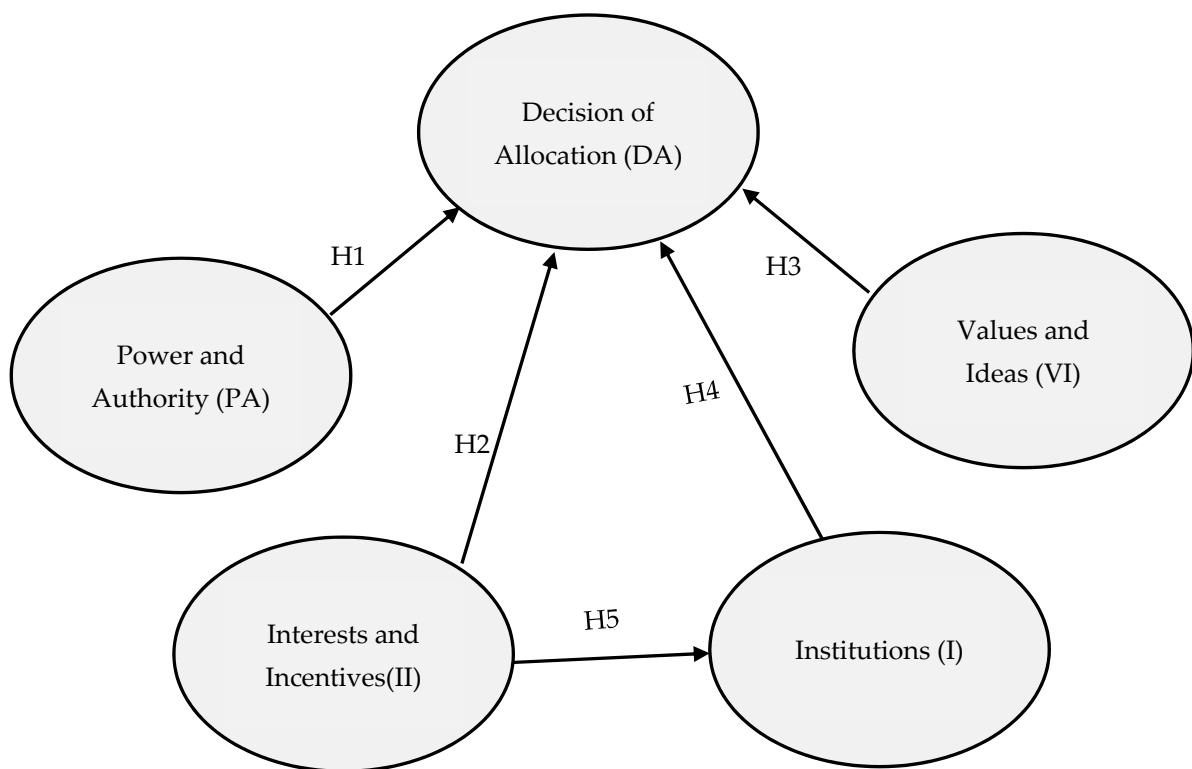 Decision of
Allocation (DA)
H1
H3
Power and
Authority (PA)
Values and
Ideas (VI)
H4
H2
H5
Interests and
Incentives(II)
Institutions (I)